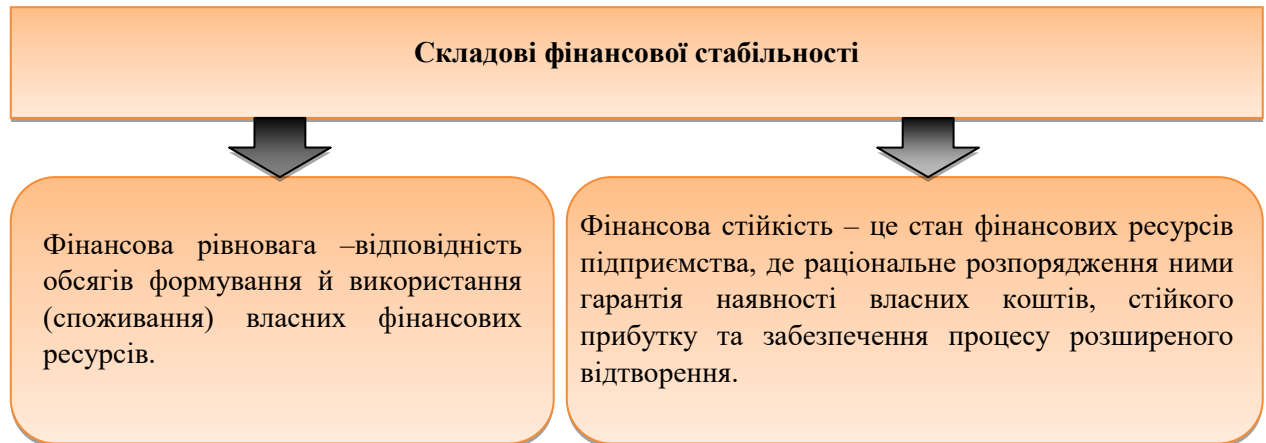 Складові фінансової стабільності
Фінансова рівновага –відповідність
обсягів формування й використання
(споживання) власних фінансових
ресурсів.
Фінансова стійкість – це стан фінансових ресурсів
підприємства, де раціональне розпорядження ними
гарантія наявності власних коштів, стійкого
прибутку та забезпечення процесу розширеного
відтворення.